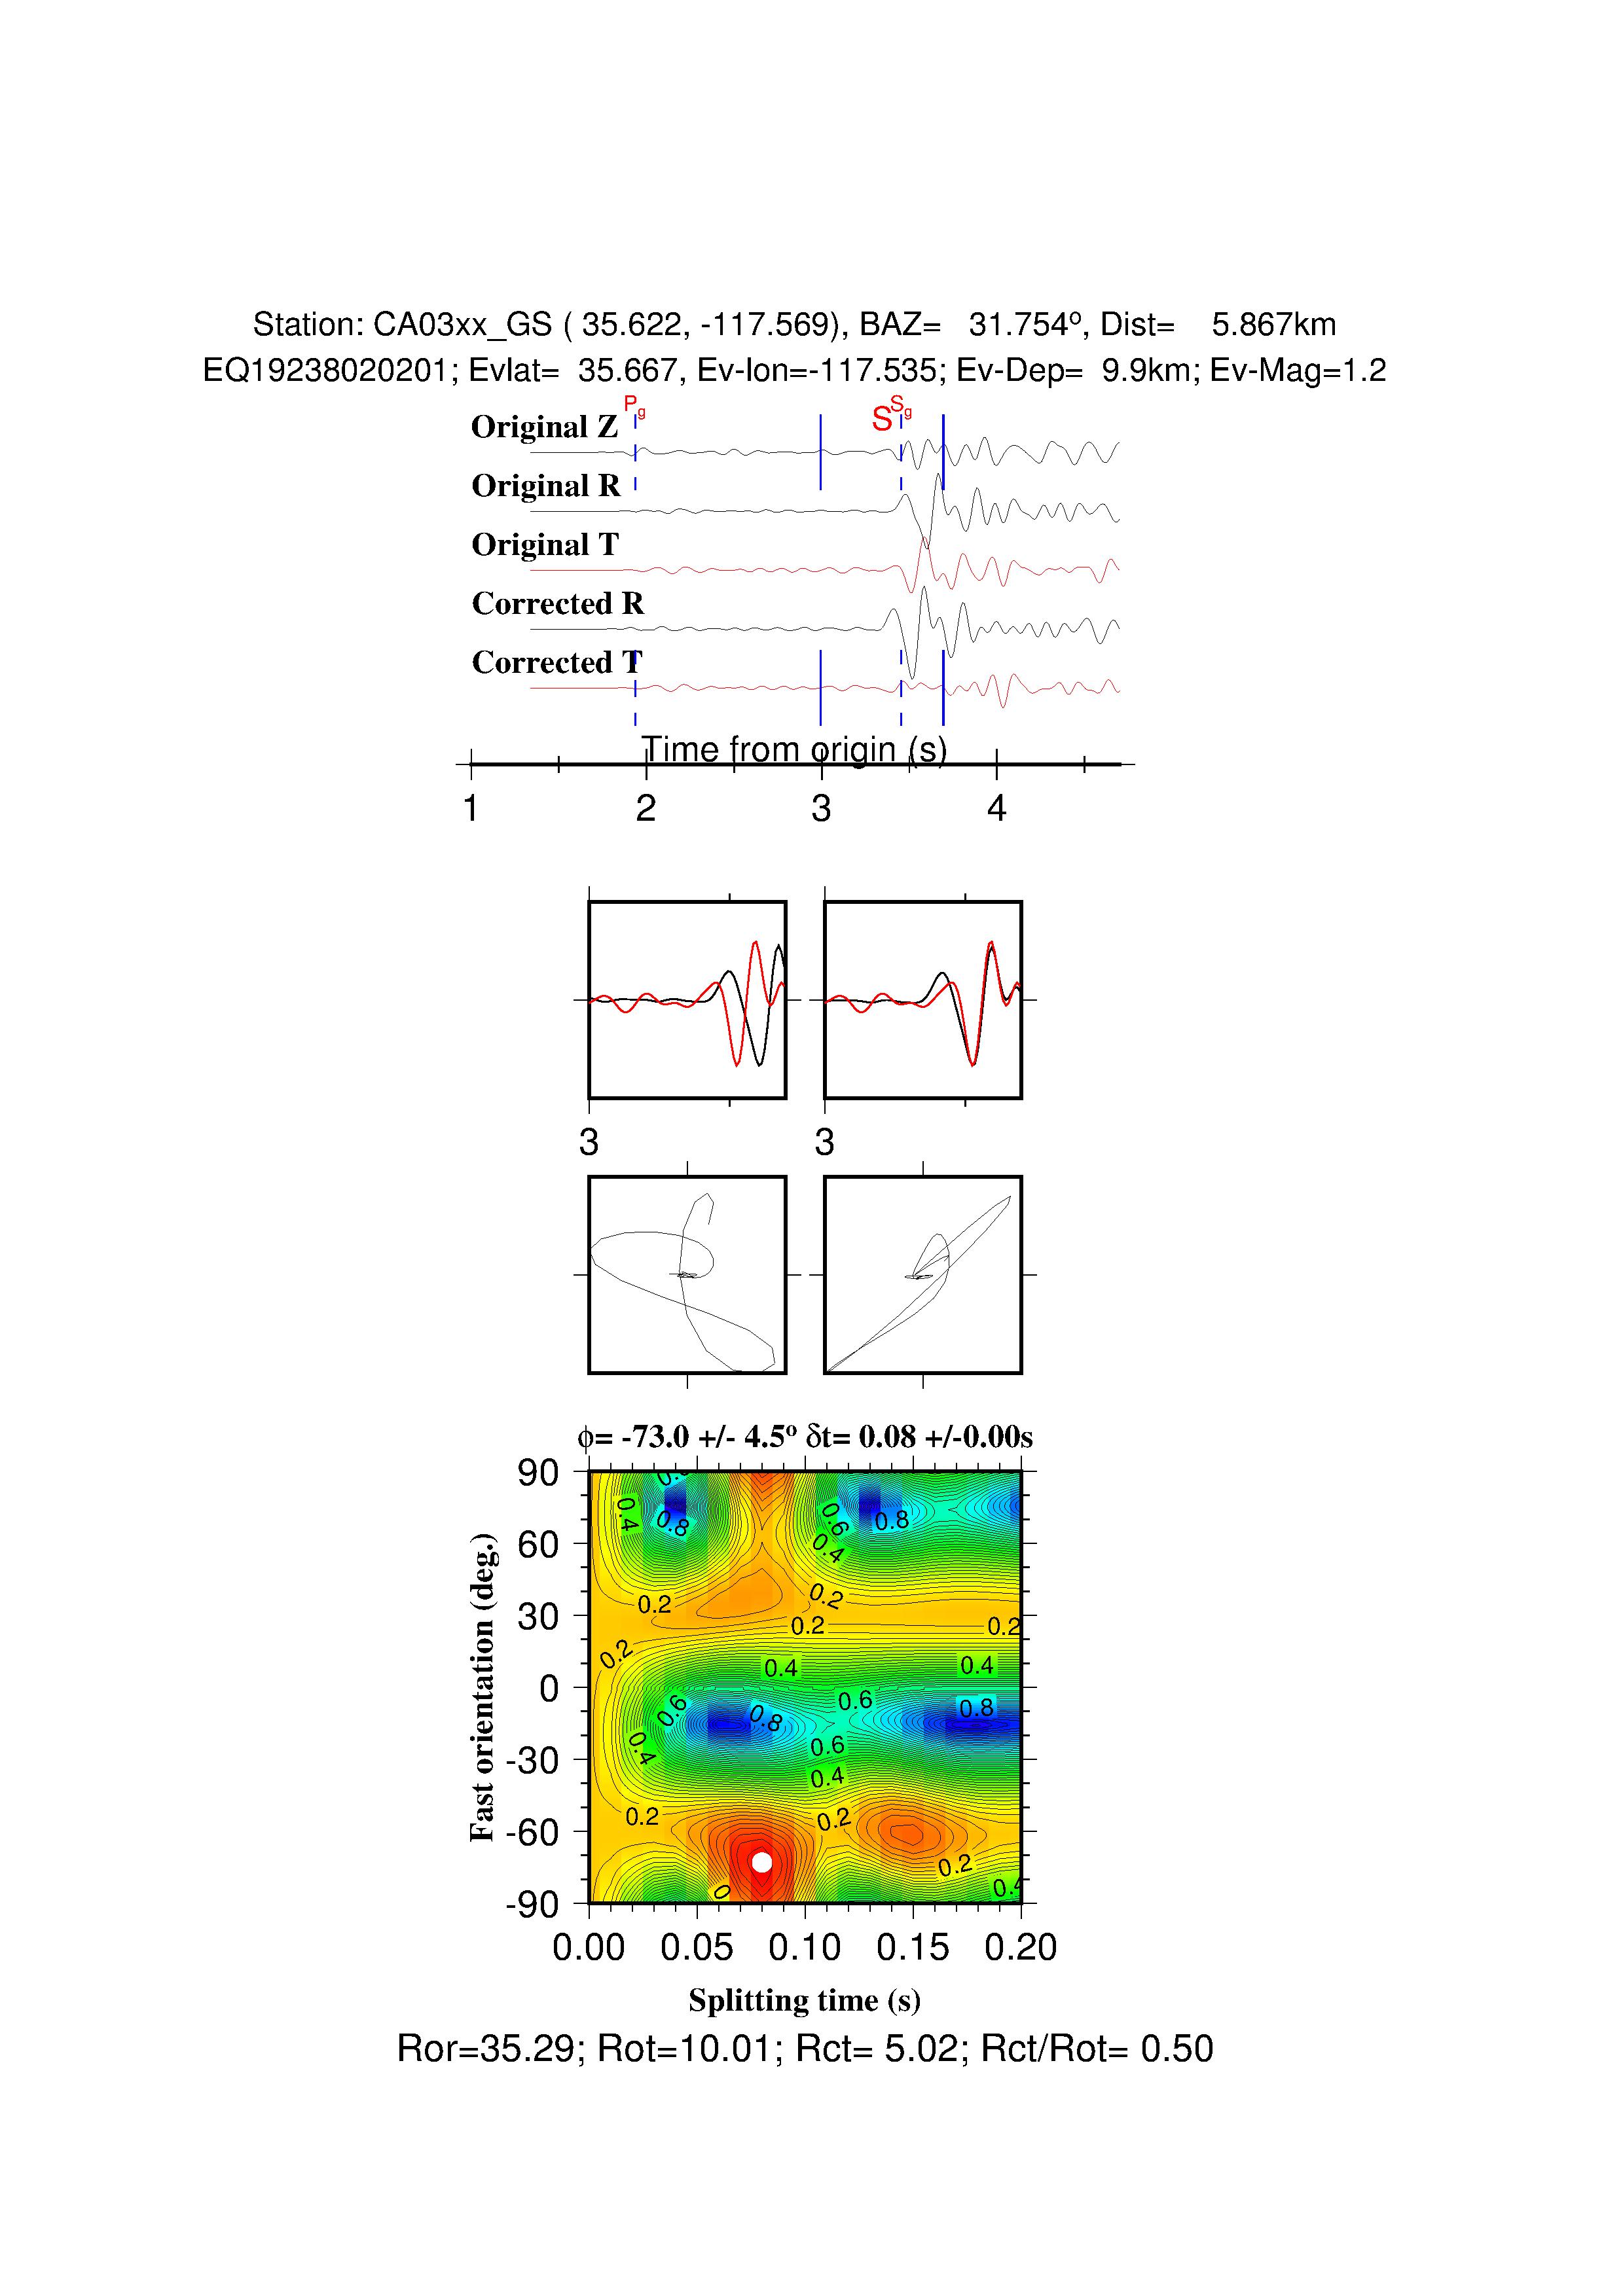 Station: CA03xx_GS ( 35.622, -117.569), BAZ= 31.754º, Dist= 5.867km
EQ19238020201; Evlat= 35.667, Ev-lon=-117.535; Ev-Dep= 9.9km; Ev-Mag=1.2
Pg S Sg
Original Z
Original R
Original T
Corrected R
Corrected T
Time from origin (s)
1 2 3 4
3 3
ϕ= -73.0 +/- 4.5º δt= 0.08 +/-0.00s
Fast orientation (deg.)
90
60
30
0
-30
-60
-90
0.4 0.8 0.6 0.8
0.4
0.2 0.2
0.2 0.2
0.2 0.4 0.4
0.6 0.8 0.6 0.8
0.4 0.6
0.4
0.2 0.2
0.2
0
0.00 0.05 0.10 0.15 0.20
Splitting time (s)
Ror=35.29; Rot=10.01; Rct= 5.02; Rct/Rot= 0.50